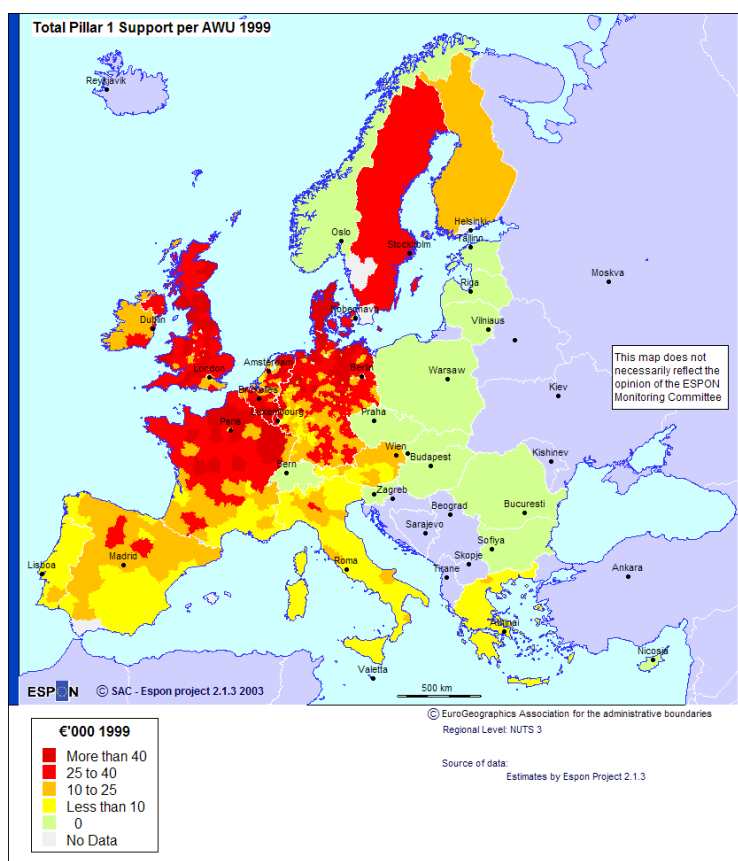 Total Pillar 1 Support per AWU 1999
Reykjavik
Helsinki
Oslo
Tallinn
Stockholm
Moskva
Riga
Kobenhavn
Dublin
Vilniaus
This map does not
necessarily reflect the
opinion of the ESPON
Monitoring Committee
Amsterdam
London
Berlin
Warsaw
Bruxelles
Kiev
Luxembourg
Praha
Paris
Wien
Kishinev
Bern
Budapest
Zagreb
Beograd
Bucuresti
Sarajevo
Sofiya
Skopje
Madrid
Roma
Tirane
Ankara
Lisboa
Athinai
Nicosia
Valetta
ESPON
© SAC - Espon project 2.1.3 2003
500 km
© EuroGeographics Association for the administrative boundaries
Regional Level: NUTS 3
Source of data:
Estimates by Espon Project 2.1.3
€'000 1999
More than 40
25 to 40
10 to 25
Less than 10
0
No Data